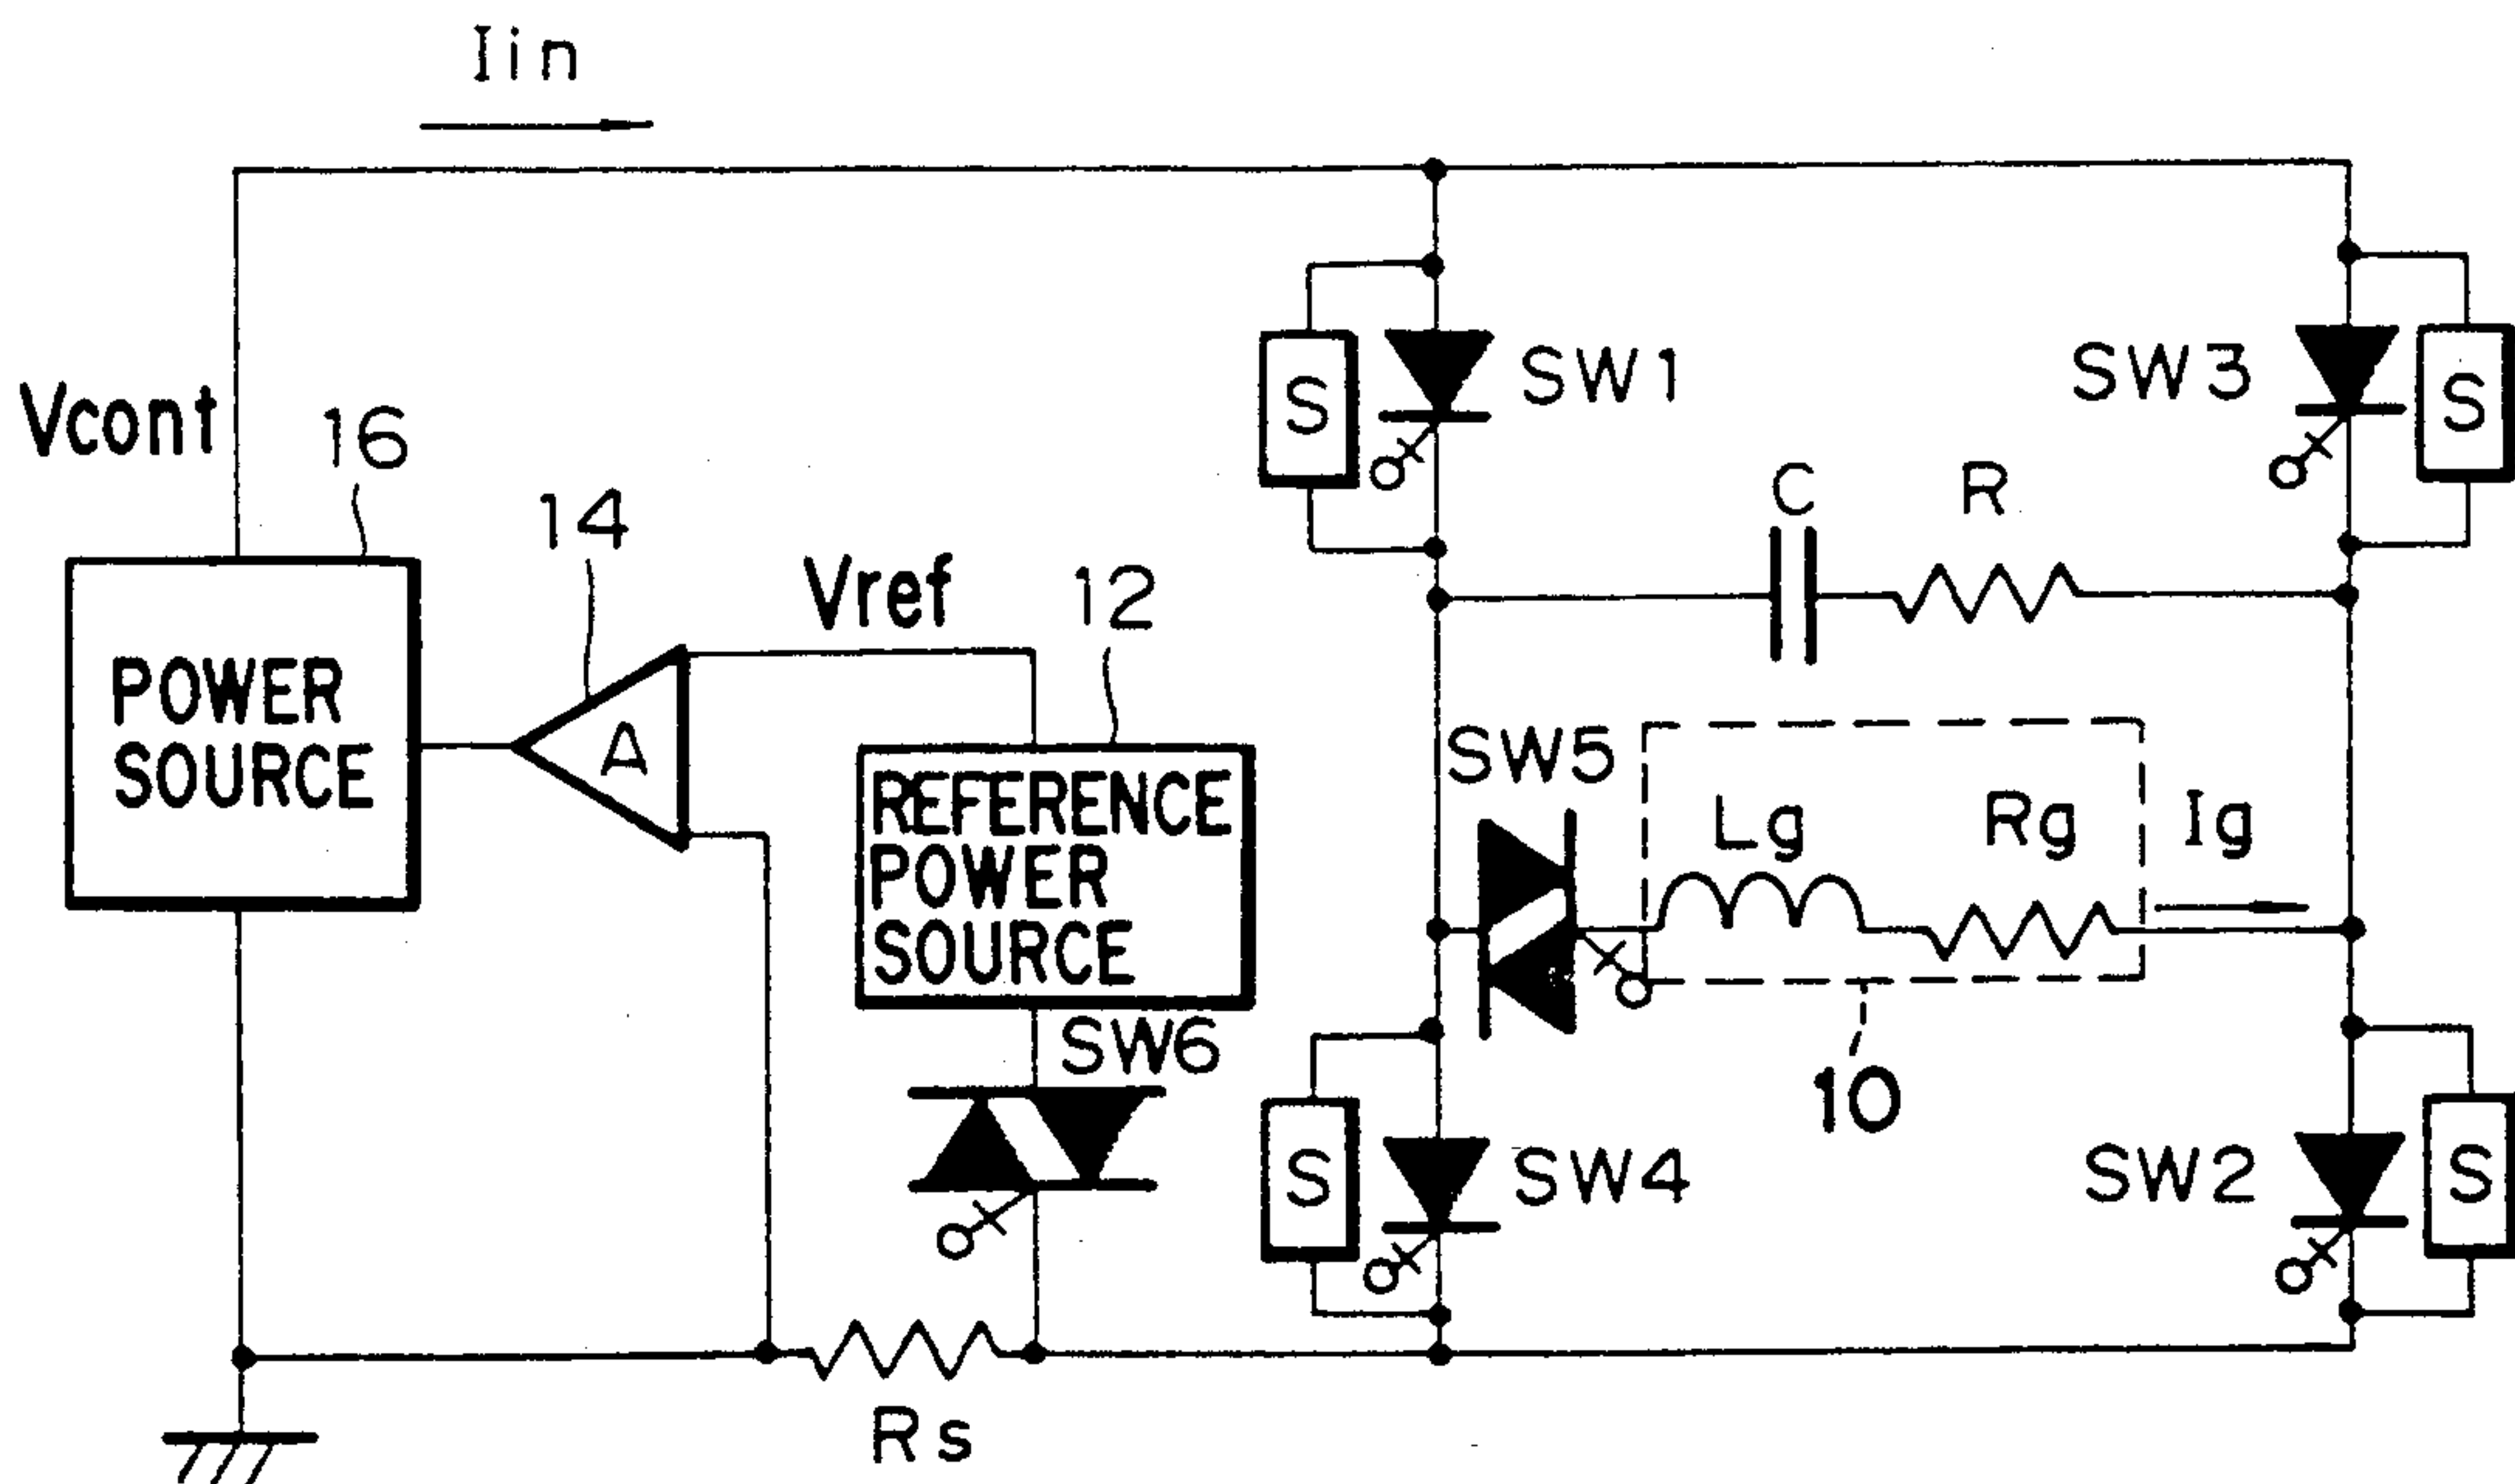 Iin
Vcont
16
14
Vref
12
SW1
SW3
S
S
C
R
POWER
SOURCE
A
REFERENCE
POWER
SOURCE
SW5
Lg
Rg
Ig
SW6
10
S
SW4
SW2
S
Rs